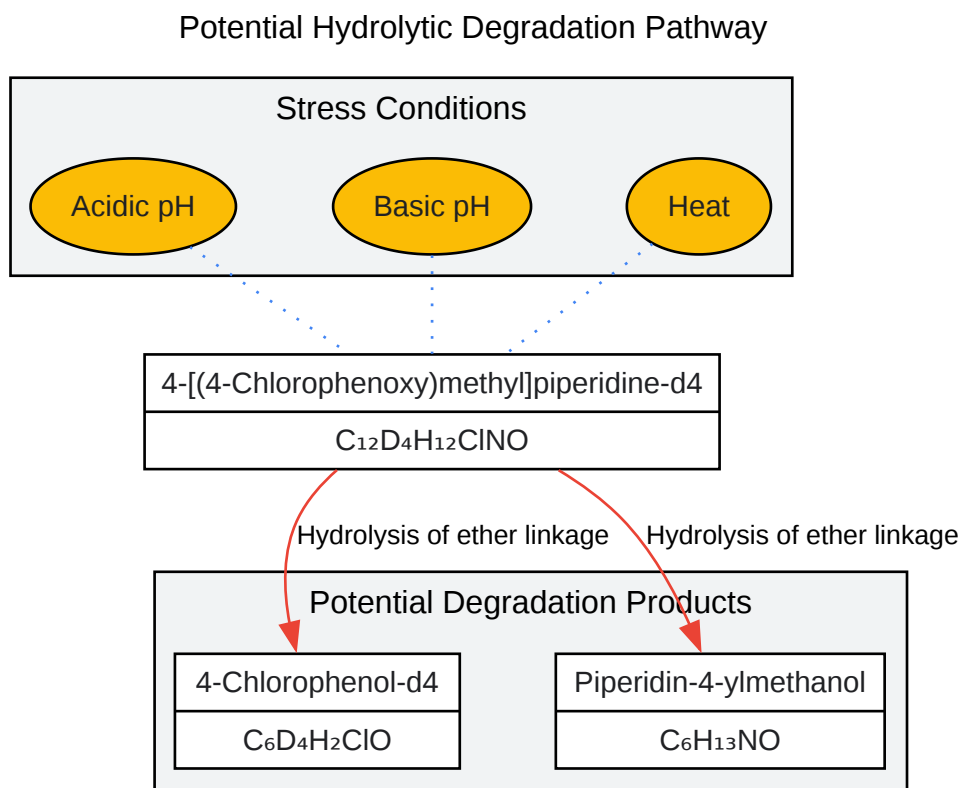 Potential Hydrolytic Degradation Pathway
Stress Conditions
Acidic pH
Basic pH
Heat
4-[(4-Chlorophenoxy)methyl]piperidine-d4
C₁₂D₄H₁₂ClNO
Hydrolysis of ether linkage
Hydrolysis of ether linkage
Potential Degradation Products
4-Chlorophenol-d4
Piperidin-4-ylmethanol
C₆D₄H₂ClO
C₆H₁₃NO